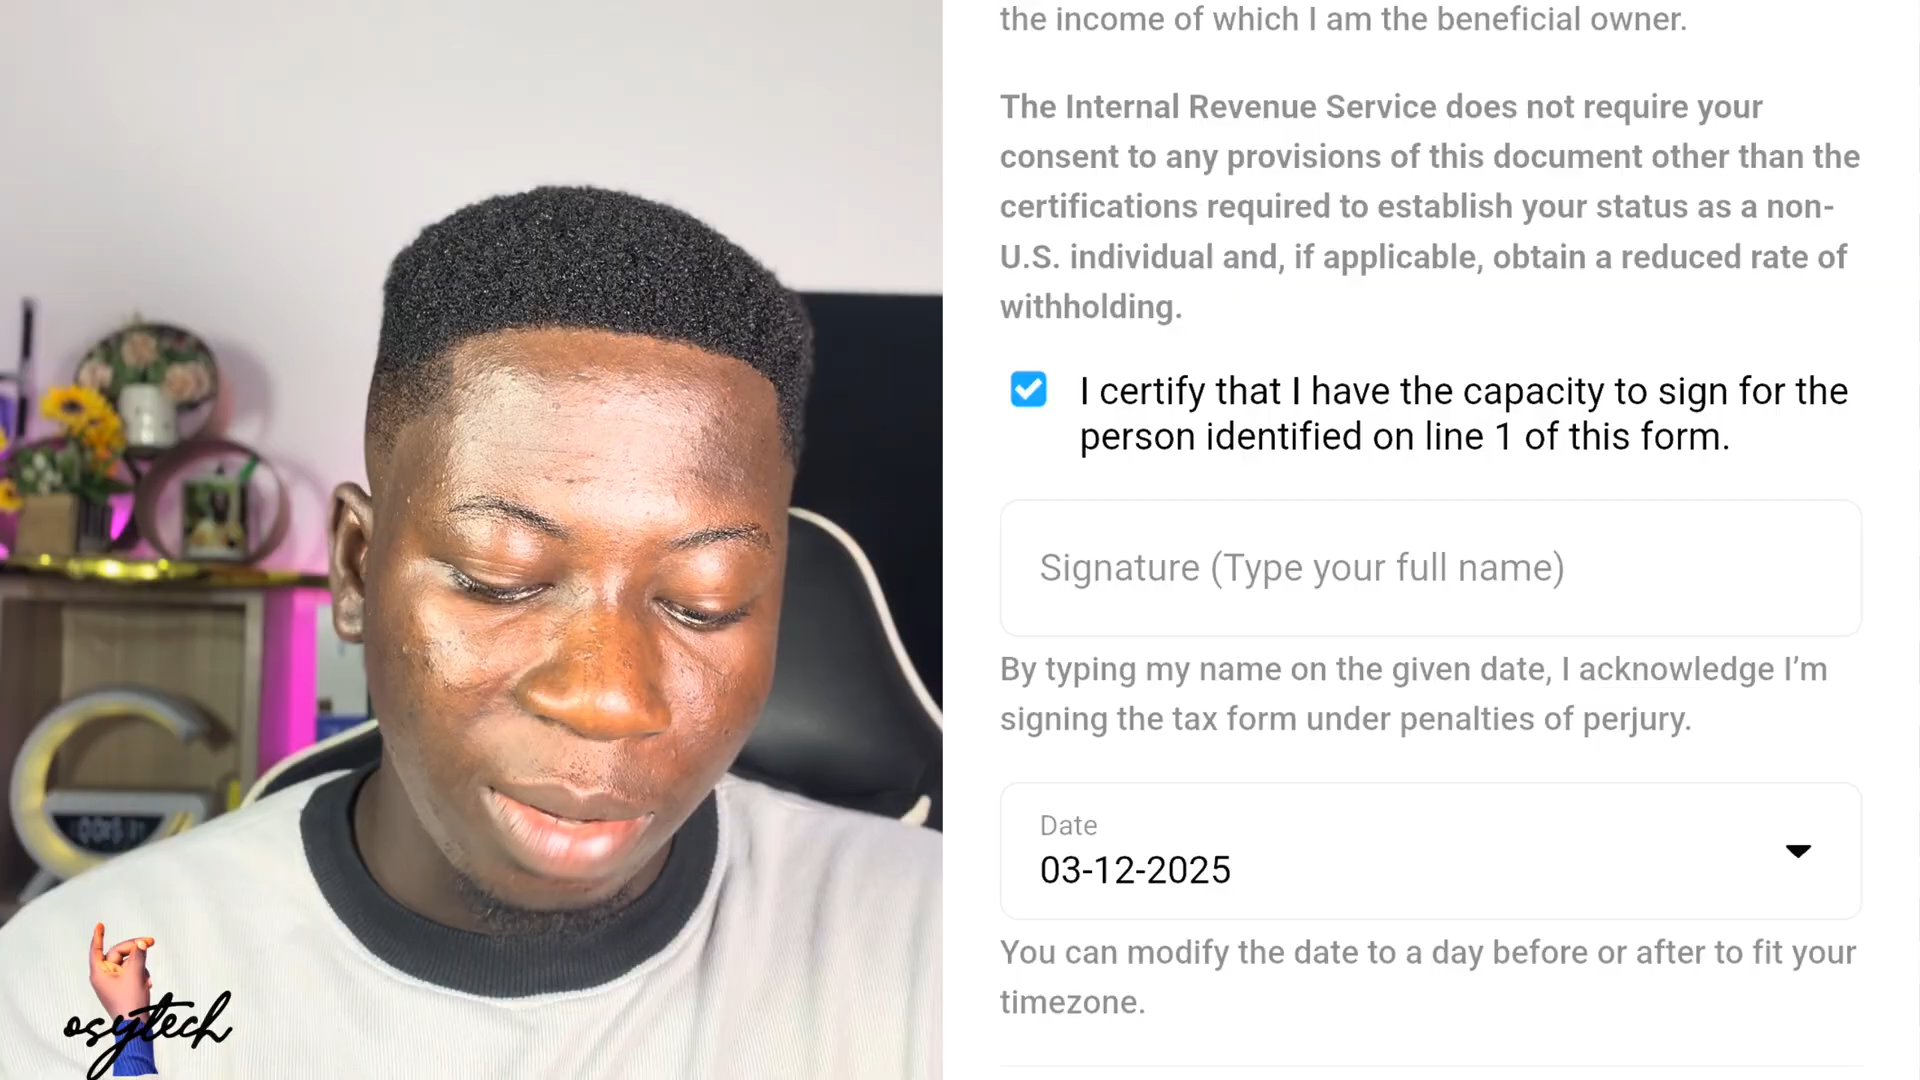 the income of which I am the beneficial owner.
The Internal Revenue Service does not require your
consent to any provisions of this document other than the
certifications required to establish your status as a non-
U.S. individual and, if applicable, obtain a reduced rate of
withholding.
I certify that I have the capacity to sign for the
person identified on line 1 of this form.
Signature (Type your full name)
By typing my name on the given date, I acknowledge I’m
signing the tax form under penalties of perjury.
Date
03-12-2025
You can modify the date to a day before or after to fit your
timezone.
osytech